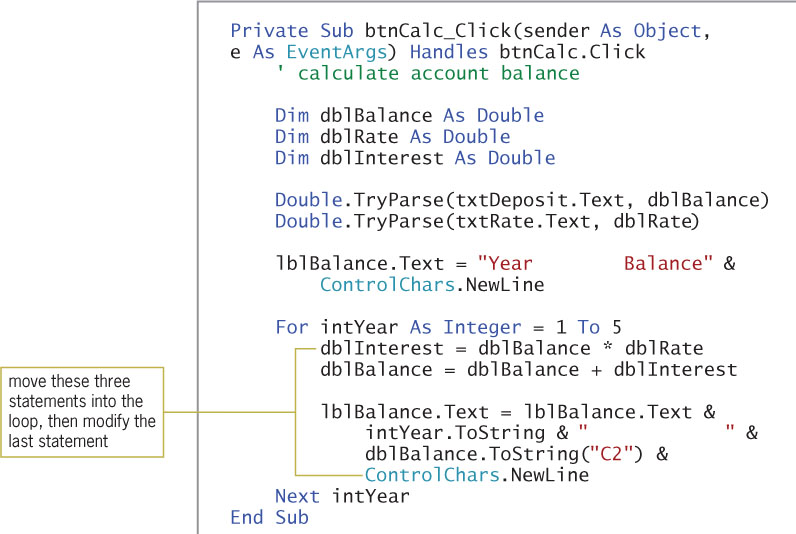 Private Sub btnCalc_Click(sender As Object,
e As EventArgs) Handles btnCalc.Click
' calculate account balance
Dim dblBalance As Double
Dim dblRate As Double
Dim dblInterest As Double
Double.TryParse(txtDeposit.Text, dblBalance)
Double.TryParse(txtRate.Text, dblRate)
lblBalance.Text = "Year        Balance" &
ControlChars.NewLine
For intYear As Integer = 1 To 5
dblInterest = dblBalance * dblRate
dblBalance = dblBalance + dblInterest
lblBalance.Text = lblBalance.Text &
intYear.ToString & "            " &
dblBalance.ToString("C2") &
ControlChars.NewLine
Next intYear
End Sub
move these three
statements into the
loop, then modify the
last statement